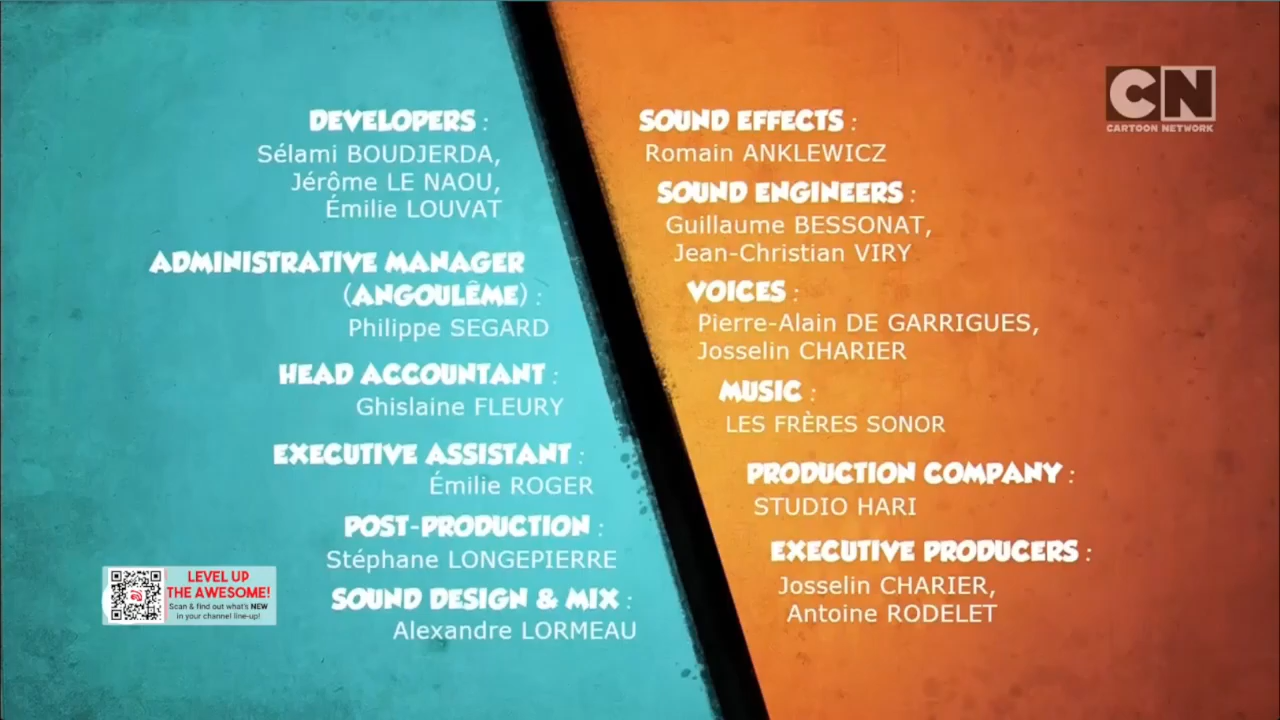 DEVELOPERS :
Sélami BOUDJERDA,
Jérôme LE NAOU,
Émilie LOUVAT
ADMINISTRATIVE MANAGER
(ANGOULÊME) :
Philippe SEGARD
HEAD ACCOUNTANT :
Ghislaine FLEURY
EXECUTIVE ASSISTANT :
Émilie ROGER
POST-PRODUCTION :
Stéphane LONGEPIERRE
SOUND DESIGN & MIX :
Alexandre LORMEAU
LEVEL UP
THE AWESOME!
Scan & find out what's NEW
in your channel line-up!
SOUND EFFECTS :
Romain ANKLEWICZ
SOUND ENGINEERS :
Guillaume BESSONAT,
Jean-Christian VIRY
VOICES :
Pierre-Alain DE GARRIGUES,
Josselin CHARIER
MUSIC :
LES FRÈRES SONOR
PRODUCTION COMPANY :
STUDIO HARI
EXECUTIVE PRODUCERS :
Josselin CHARIER,
Antoine RODELET
CN
CARTOON NETWORK